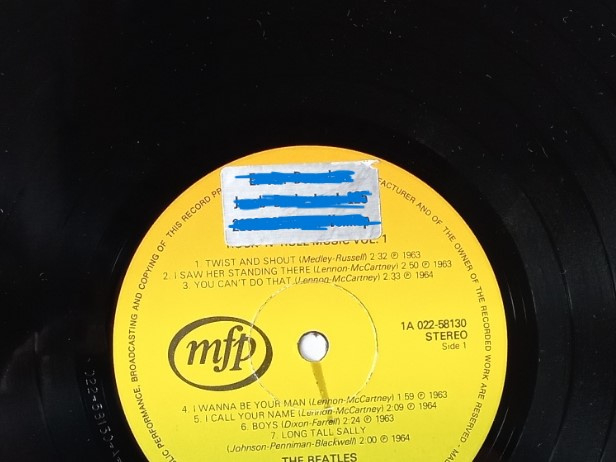 'N' ROLL MUSIC VOL. 1
1. TWIST AND SHOUT (Medley-Russell) 2:32 ℗ 1963
2. I SAW HER STANDING THERE (Lennon-McCartney) 2:50 ℗ 1963
3. YOU CAN'T DO THAT (Lennon-McCartney) 2:33 ℗ 1964
1A 022-58130
STEREO
Side 1
mfp
4. I WANNA BE YOUR MAN (Lennon-McCartney) 1:59 ℗ 1963
5. I CALL YOUR NAME (Lennon-McCartney) 2:09 ℗ 1964
6. BOYS (Dixon-Farrell) 2:24 ℗ 1963
7. LONG TALL SALLY
(Johnson-Penniman-Blackwell) 2:00 ℗ 1964
THE BEATLES
PUBLIC PERFORMANCE, BROADCASTING AND COPYING OF THIS RECORD
AND OF THE OWNER OF THE RECORDED WORK ARE RESERVED